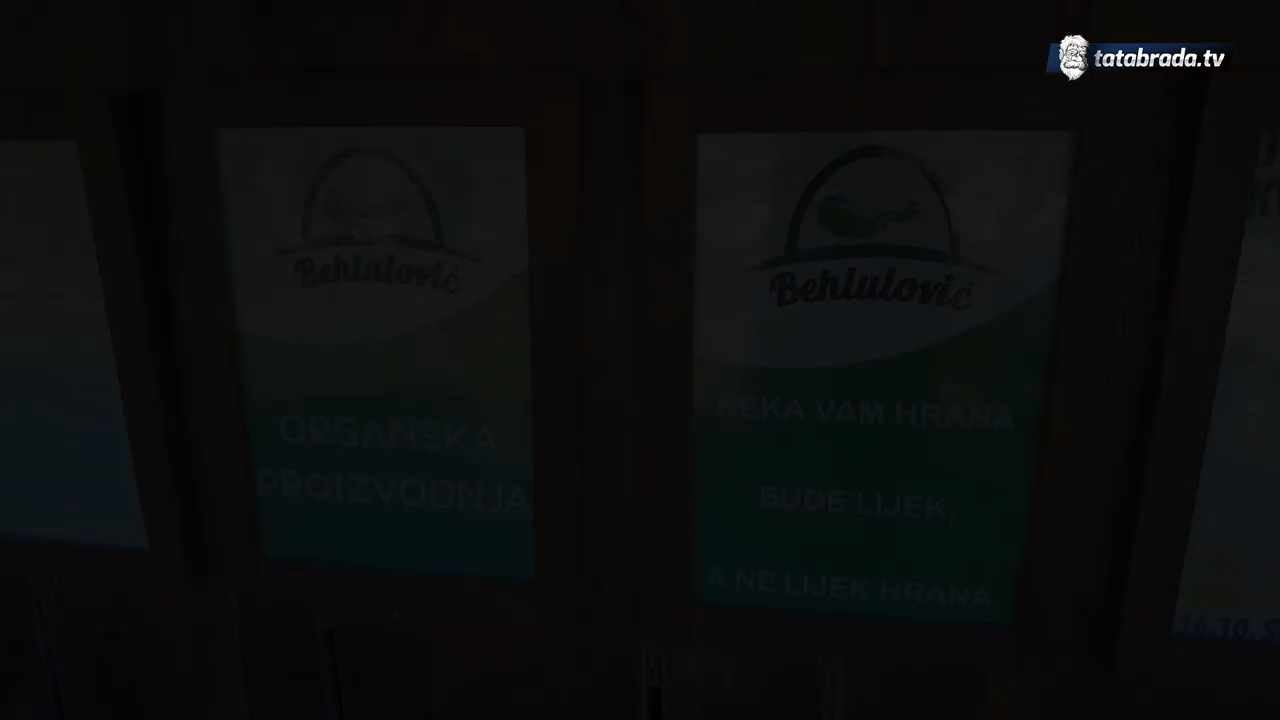 tatabrada.tv
Behlulović
ORGANSKA
PROIZVODNJA
Behlulović
NEKA VAM HRANA
BUDE LIJEK,
A NE LIJEK HRANA